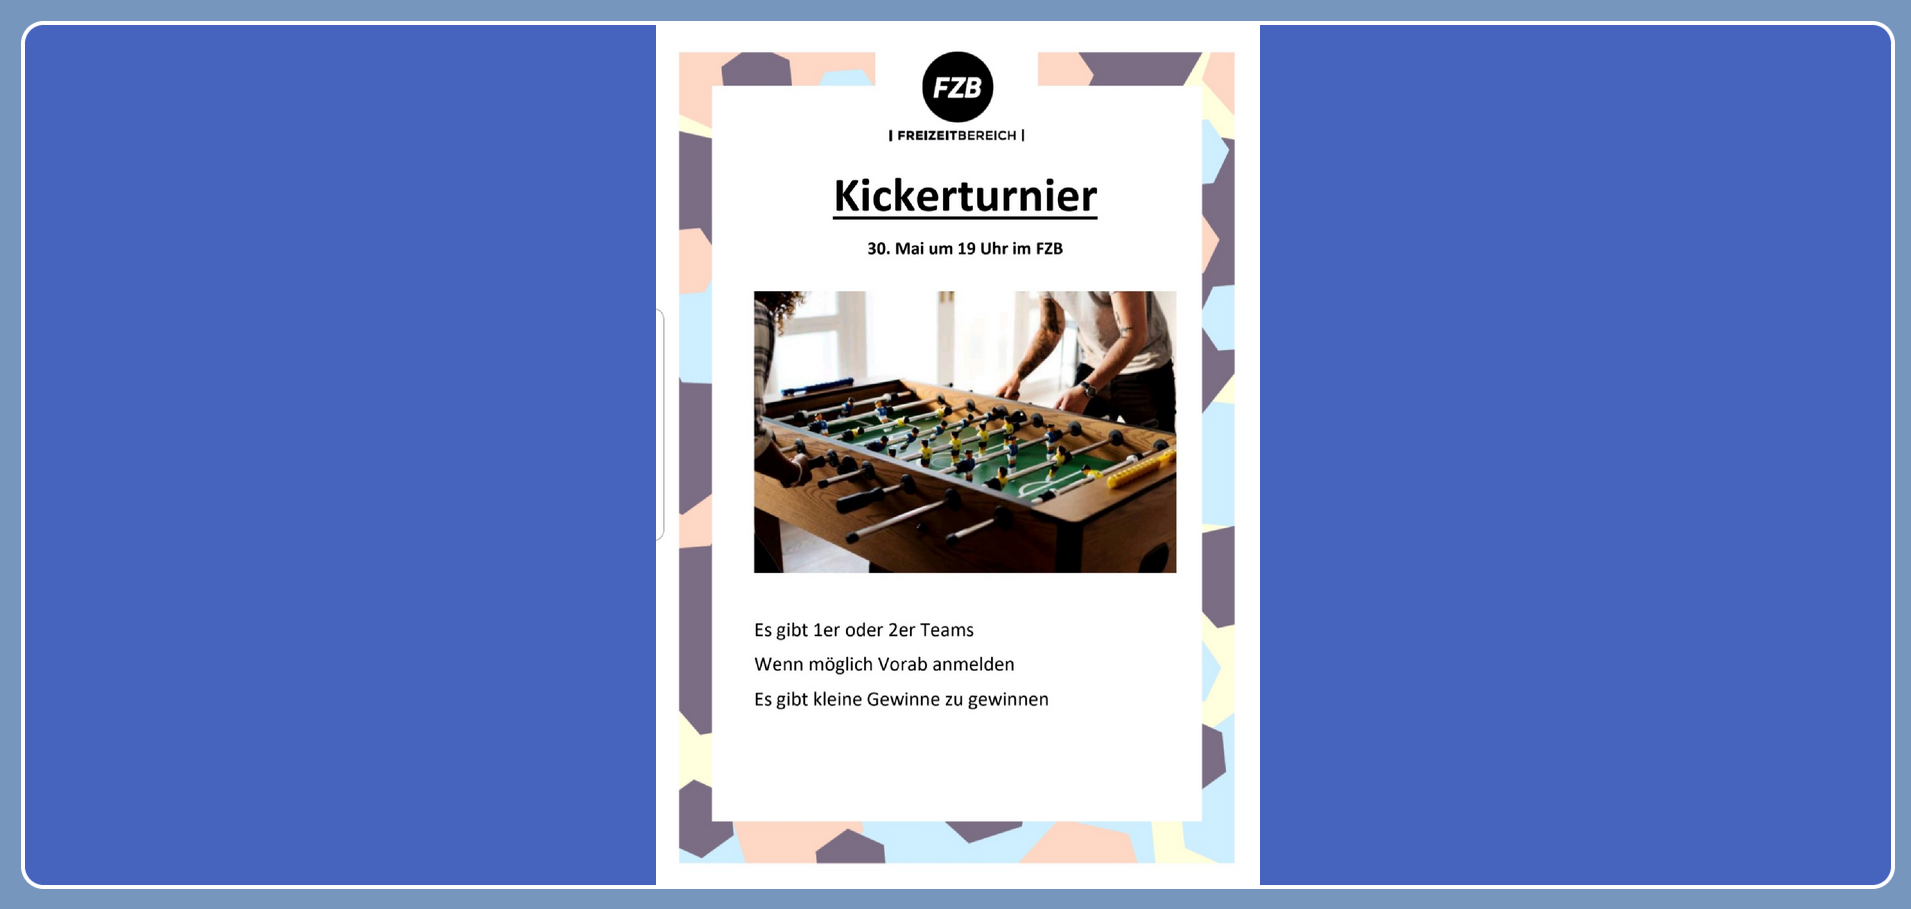 FZB
| FREIZEITBEREICH |
Kickerturnier
30. Mai um 19 Uhr im FZB
Es gibt 1er oder 2er Teams
Wenn möglich Vorab anmelden
Es gibt kleine Gewinne zu gewinnen